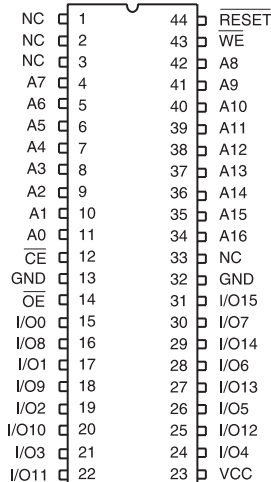 NC 1 44 RESET
NC 2 43 WE
NC 3 42 A8
A7 4 41 A9
A6 5 40 A10
A5 6 39 A11
A4 7 38 A12
A3 8 37 A13
A2 9 36 A14
A1 10 35 A15
A0 11 34 A16
CE 12 33 NC
GND 13 32 GND
OE 14 31 I/O15
I/O0 15 30 I/O7
I/O8 16 29 I/O14
I/O1 17 28 I/O6
I/O9 18 27 I/O13
I/O2 19 26 I/O5
I/O10 20 25 I/O12
I/O3 21 24 I/O4
I/O11 22 23 VCC